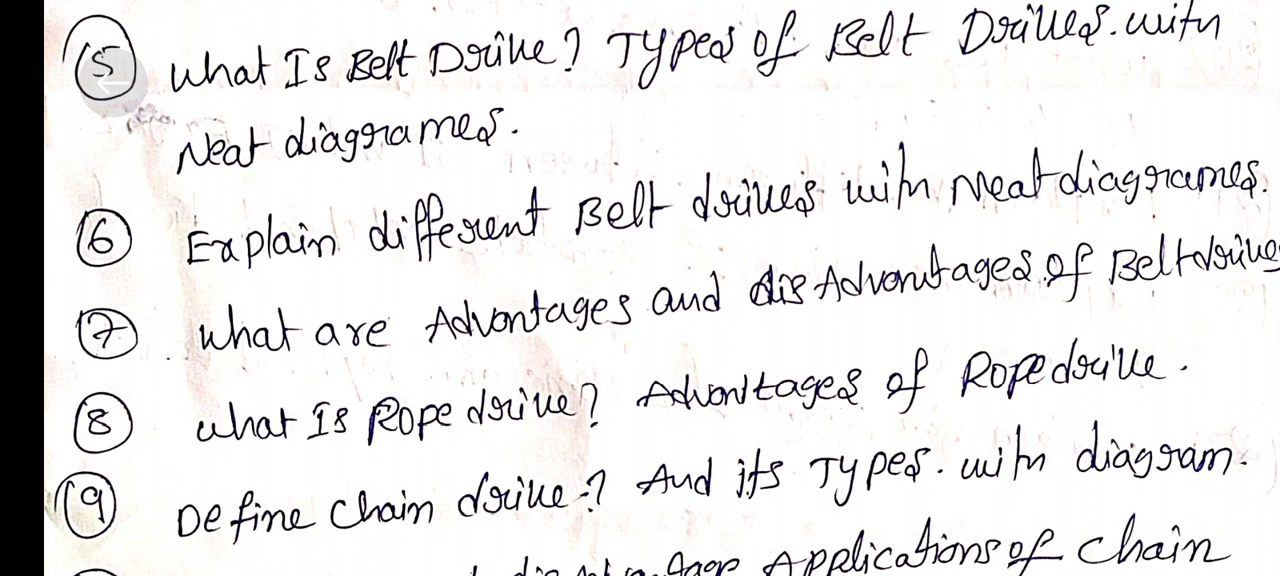 (5) What Is Belt Drive? Types of Belt Drives. with
Neat diagrames.
(6) Explain different Belt drives with Neat diagrames.
(7) What are Advantages and disAdvantages of Belt drive
(8) What Is Rope drive? Advantages of Rope drive.
(9) Define Chain drive? And its Types. with diagram.
Applications of Chain